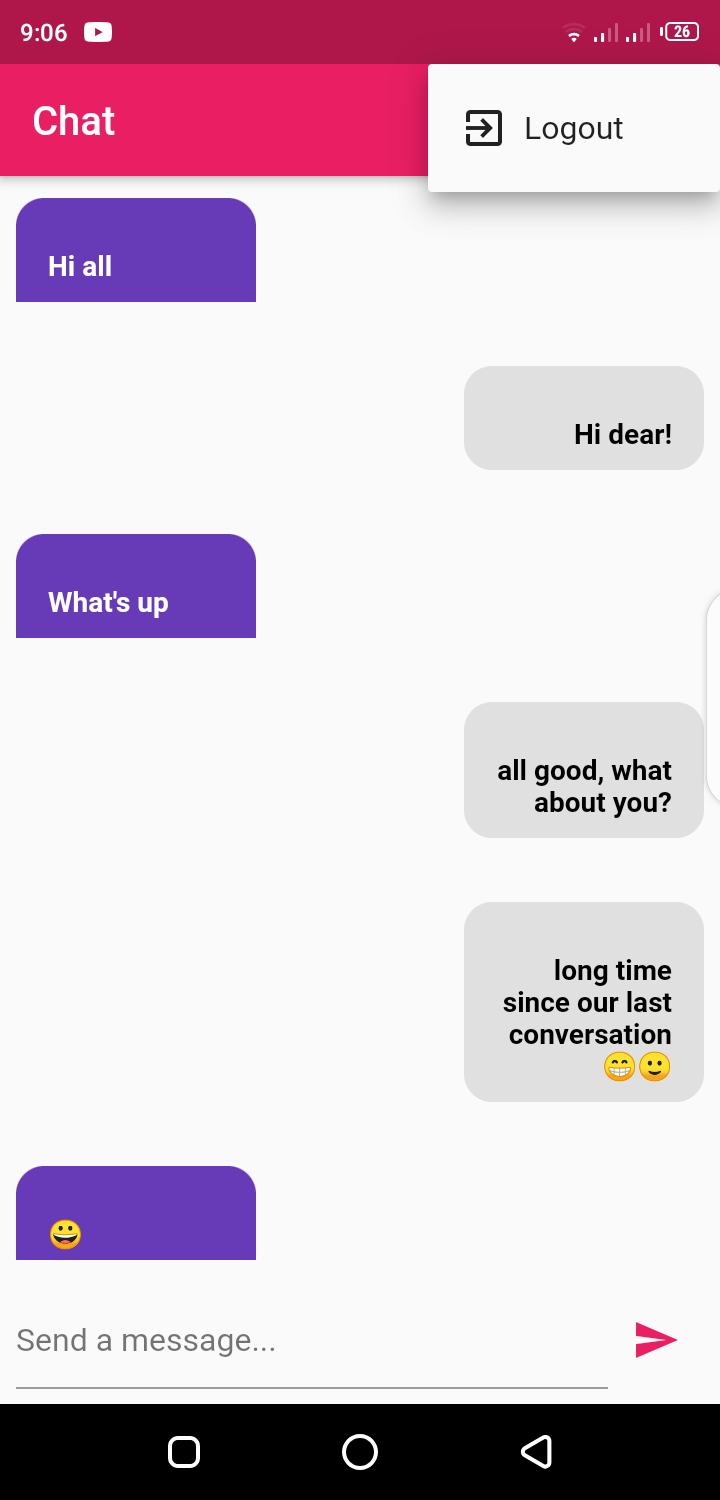 9:06
26
Chat
Logout
Hi all
Hi dear!
What's up
all good, what
about you?
long time
since our last
conversation
😁🙂
😀
Send a message...